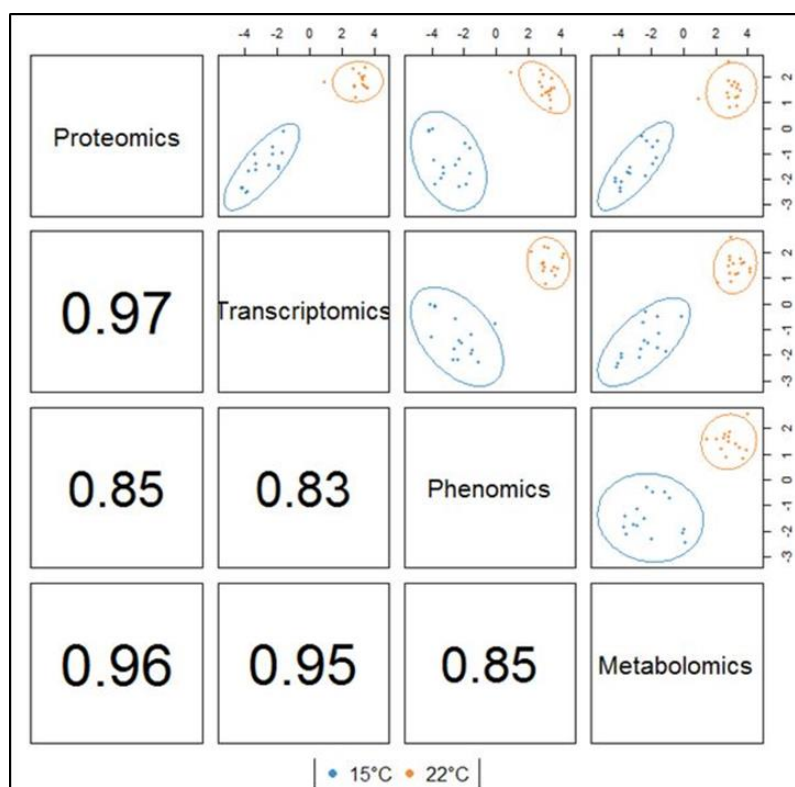 -4 -2 0 2 4 -4 -2 0 2 4 -4 -2 0 2 4
Proteomics
-3 -2 -1 0 1 2
0.97 Transcriptomics
-3 -2 -1 0 1 2
0.85 0.83 Phenomics
-3 -2 -1 0 1 2
0.96 0.95 0.85 Metabolomics
15°C 22°C